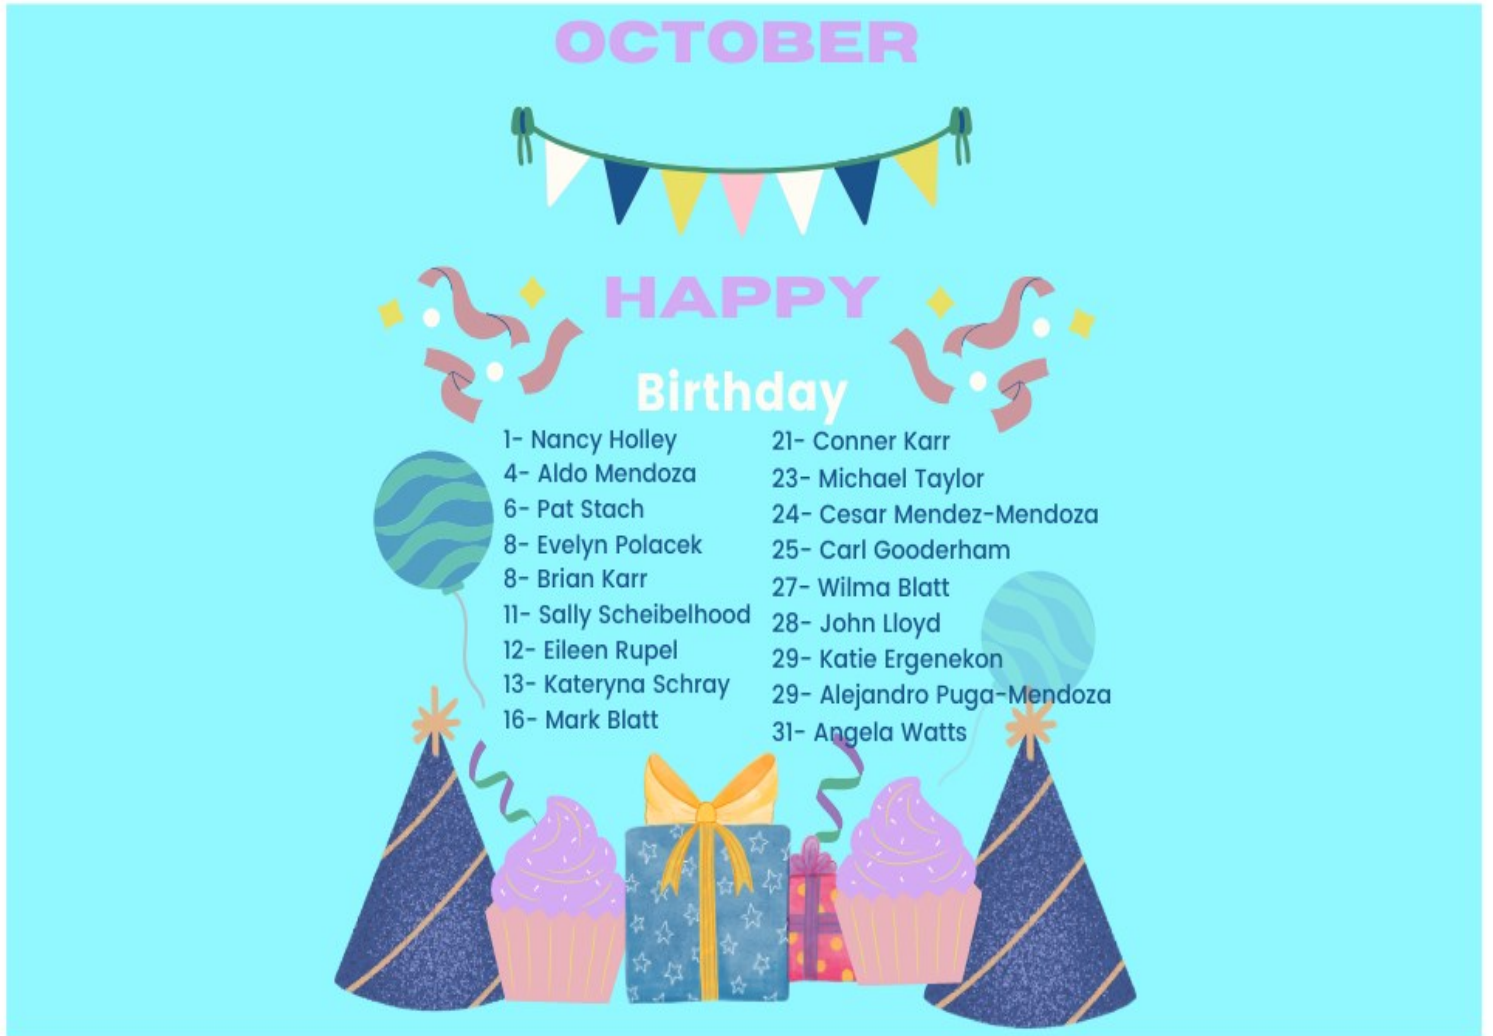 OCTOBER
HAPPY
Birthday
1- Nancy Holley
4- Aldo Mendoza
6- Pat Stach
8- Evelyn Polacek
8- Brian Karr
11- Sally Scheibelhood
12- Eileen Rupel
13- Kateryna Schray
16- Mark Blatt
21- Conner Karr
23- Michael Taylor
24- Cesar Mendez-Mendoza
25- Carl Gooderham
27- Wilma Blatt
28- John Lloyd
29- Katie Ergenekon
29- Alejandro Puga-Mendoza
31- Angela Watts